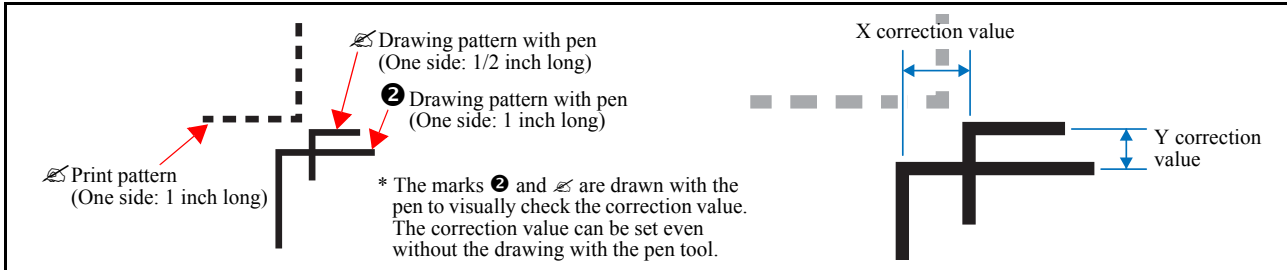 ✍ Drawing pattern with pen
(One side: 1/2 inch long)
❷ Drawing pattern with pen
(One side: 1 inch long)
✍ Print pattern
(One side: 1 inch long)
* The marks ❷ and ✍ are drawn with the
pen to visually check the correction value.
The correction value can be set even
without the drawing with the pen tool.
X correction value
Y correction
value